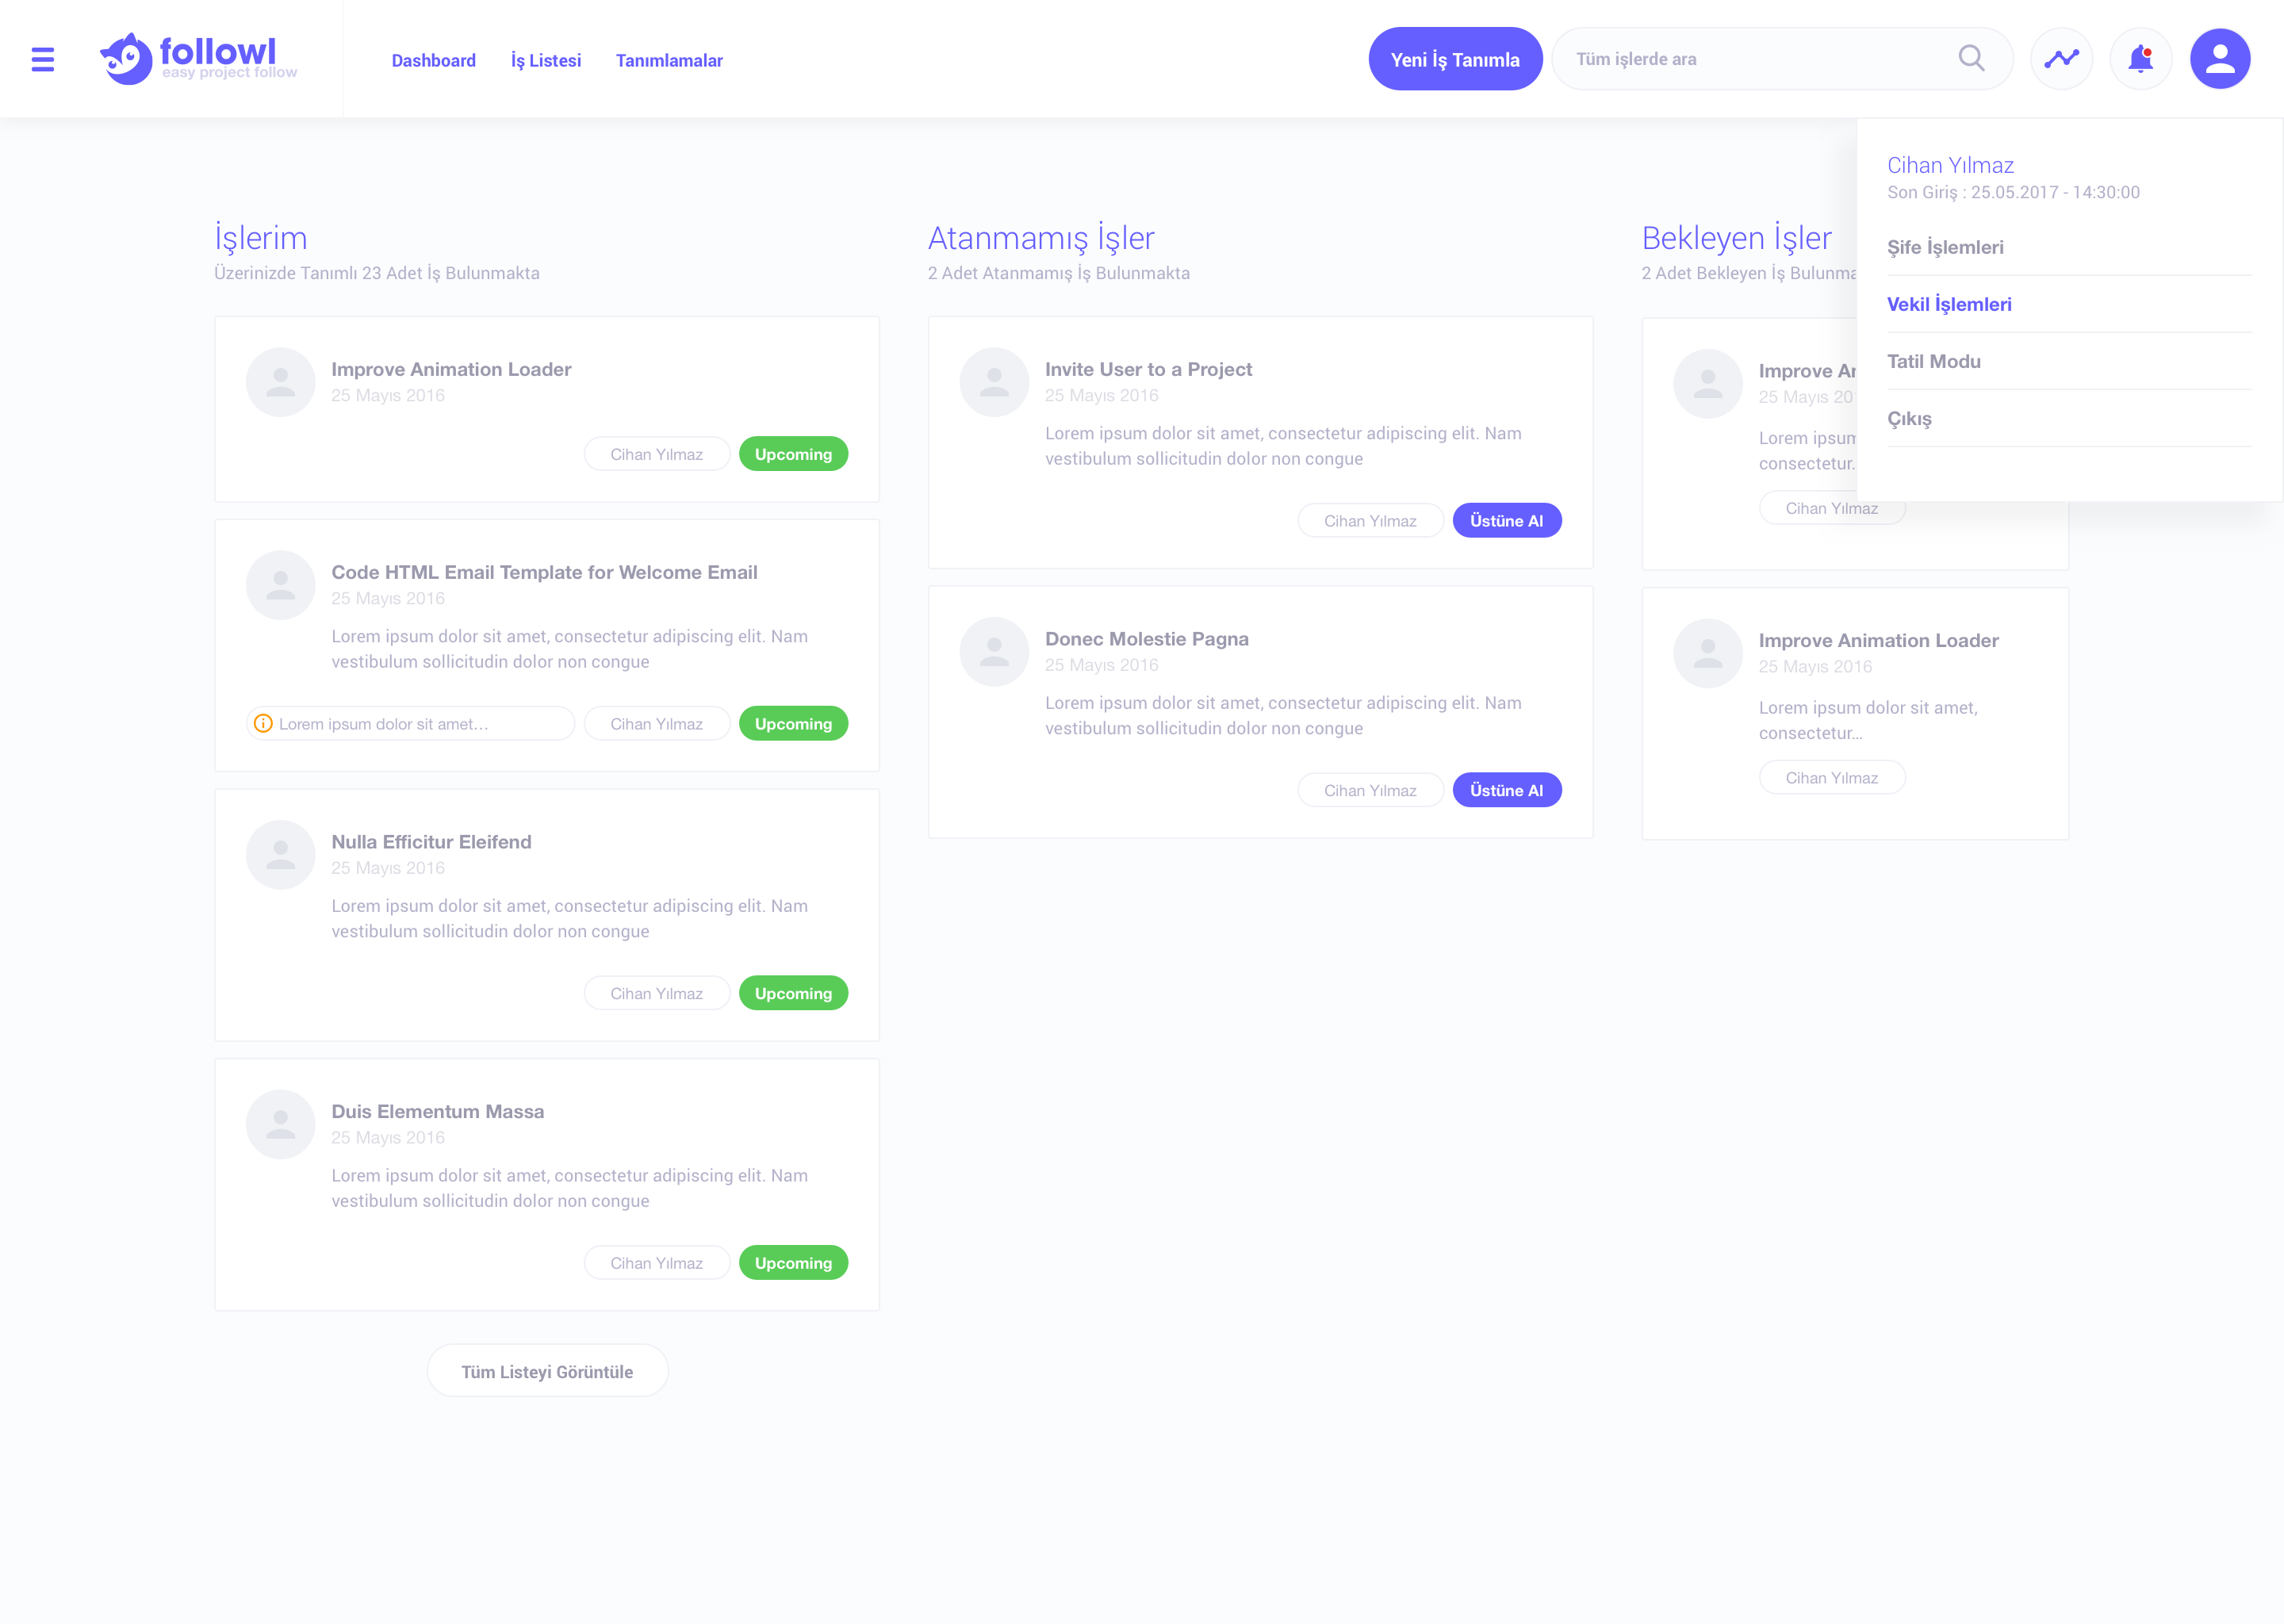 followl
easy project follow
Dashboard
İş Listesi
Tanımlamalar
Yeni İş Tanımla
Tüm işlerde ara
Cihan Yılmaz
Son Giriş : 25.05.2017 - 14:30:00
Şife İşlemleri
Vekil İşlemleri
Tatil Modu
Çıkış
İşlerim
Üzerinizde Tanımlı 23 Adet İş Bulunmakta
Improve Animation Loader
25 Mayıs 2016
Cihan Yılmaz
Upcoming
Code HTML Email Template for Welcome Email
25 Mayıs 2016
Lorem ipsum dolor sit amet, consectetur adipiscing elit. Nam
vestibulum sollicitudin dolor non congue
Lorem ipsum dolor sit amet...
Cihan Yılmaz
Upcoming
Nulla Efficitur Eleifend
25 Mayıs 2016
Lorem ipsum dolor sit amet, consectetur adipiscing elit. Nam
vestibulum sollicitudin dolor non congue
Cihan Yılmaz
Upcoming
Duis Elementum Massa
25 Mayıs 2016
Lorem ipsum dolor sit amet, consectetur adipiscing elit. Nam
vestibulum sollicitudin dolor non congue
Cihan Yılmaz
Upcoming
Tüm Listeyi Görüntüle
Atanmamış İşler
2 Adet Atanmamış İş Bulunmakta
Invite User to a Project
25 Mayıs 2016
Lorem ipsum dolor sit amet, consectetur adipiscing elit. Nam
vestibulum sollicitudin dolor non congue
Cihan Yılmaz
Üstüne Al
Donec Molestie Pagna
25 Mayıs 2016
Lorem ipsum dolor sit amet, consectetur adipiscing elit. Nam
vestibulum sollicitudin dolor non congue
Cihan Yılmaz
Üstüne Al
Bekleyen İşler
2 Adet Bekleyen İş
Improve
25 Mayıs
Lorem ipsum
consectetur.
Cihan Yılmaz
Improve Animation Loader
25 Mayıs 2016
Lorem ipsum dolor sit amet,
consectetur...
Cihan Yılmaz